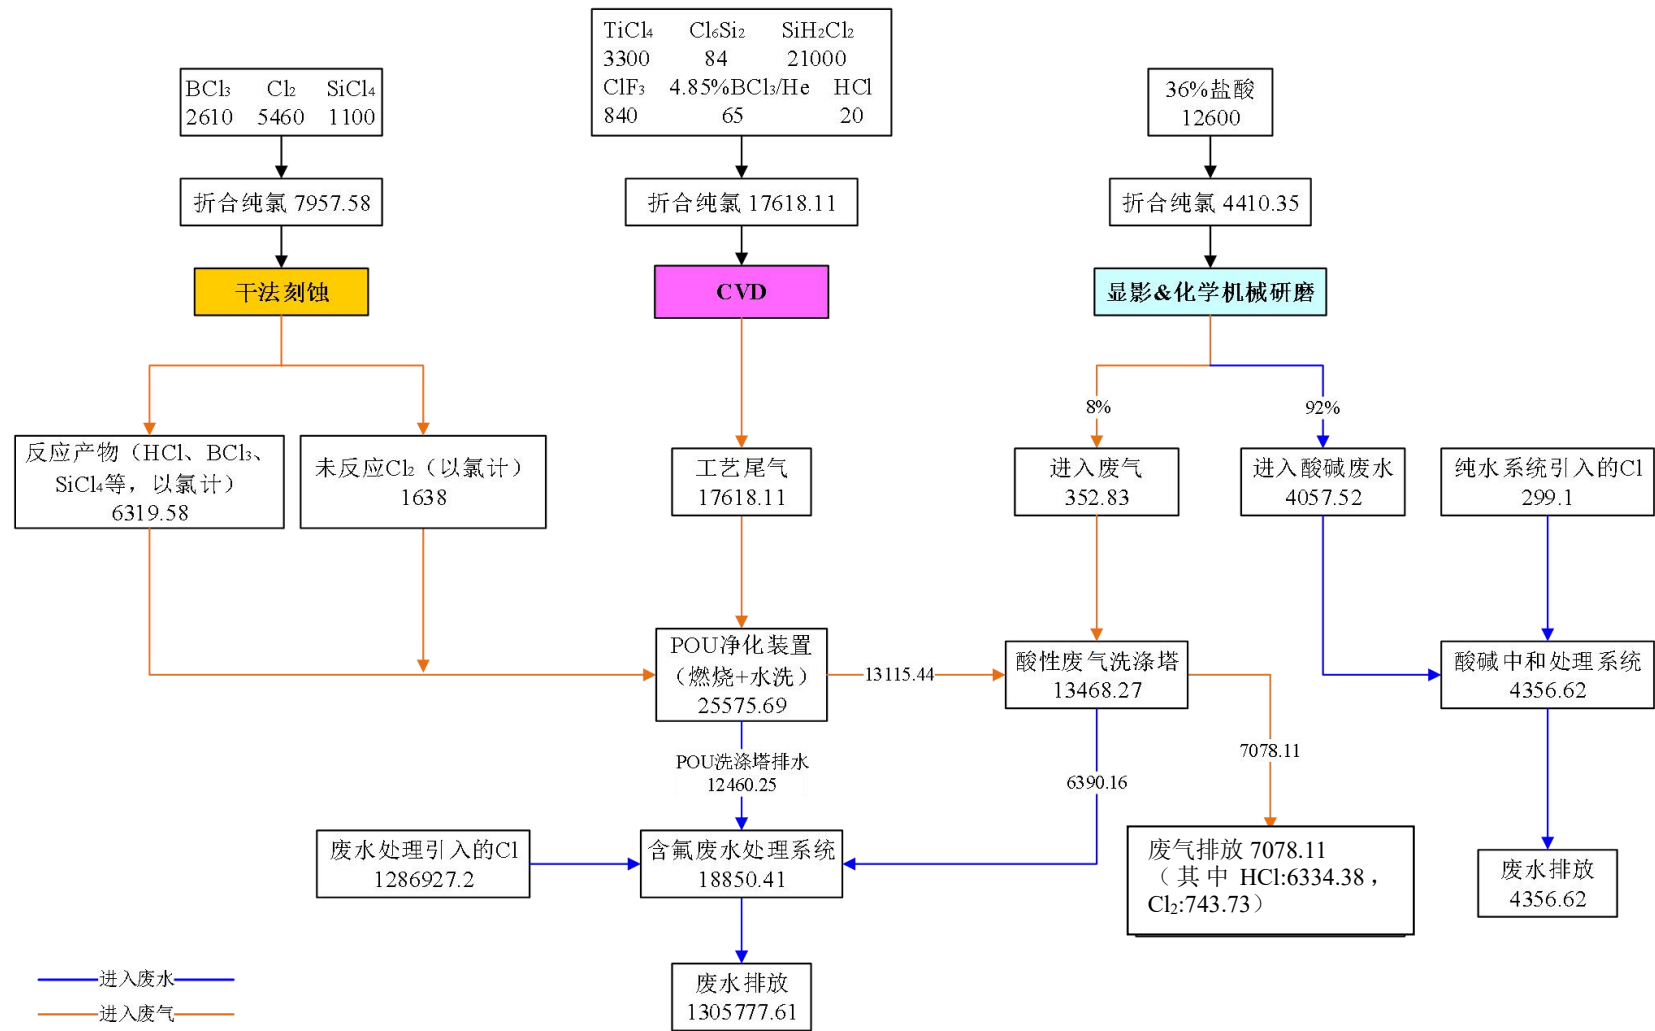 BCl₃ Cl₂ SiCl₄
2610 5460 1100
TiCl₄ Cl₆Si₂ SiH₂Cl₂
3300 84 21000
ClF₃ 4.85%BCl₃/He HCl
840 65 20
36%盐酸
12600
折合纯氯 7957.58
折合纯氯 17618.11
折合纯氯 4410.35
干法刻蚀
CVD
显影&化学机械研磨
8%
92%
反应产物（HCl、BCl₃、
SiCl₄等，以氯计）
6319.58
未反应Cl₂（以氯计）
1638
工艺尾气
17618.11
进入废气
352.83
进入酸碱废水
4057.52
纯水系统引入的Cl
299.1
POU净化装置
（燃烧+水洗）
25575.69
13115.44
酸性废气洗涤塔
13468.27
酸碱中和处理系统
4356.62
POU洗涤塔排水
12460.25
6390.16
7078.11
废水处理引入的Cl
1286927.2
含氟废水处理系统
18850.41
废气排放 7078.11
（其中 HCl:6334.38，
Cl₂:743.73）
废水排放
4356.62
废水排放
1305777.61
进入废水
进入废气